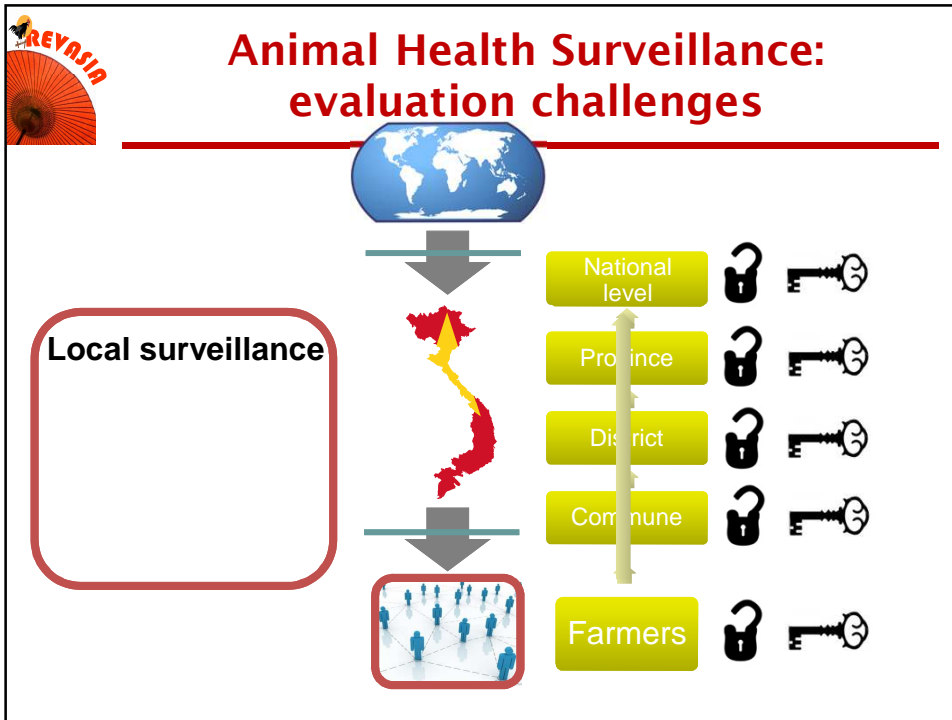 REVASIA
Animal Health Surveillance:
evaluation challenges
Local surveillance
National
level
Province
District
Commune
Farmers